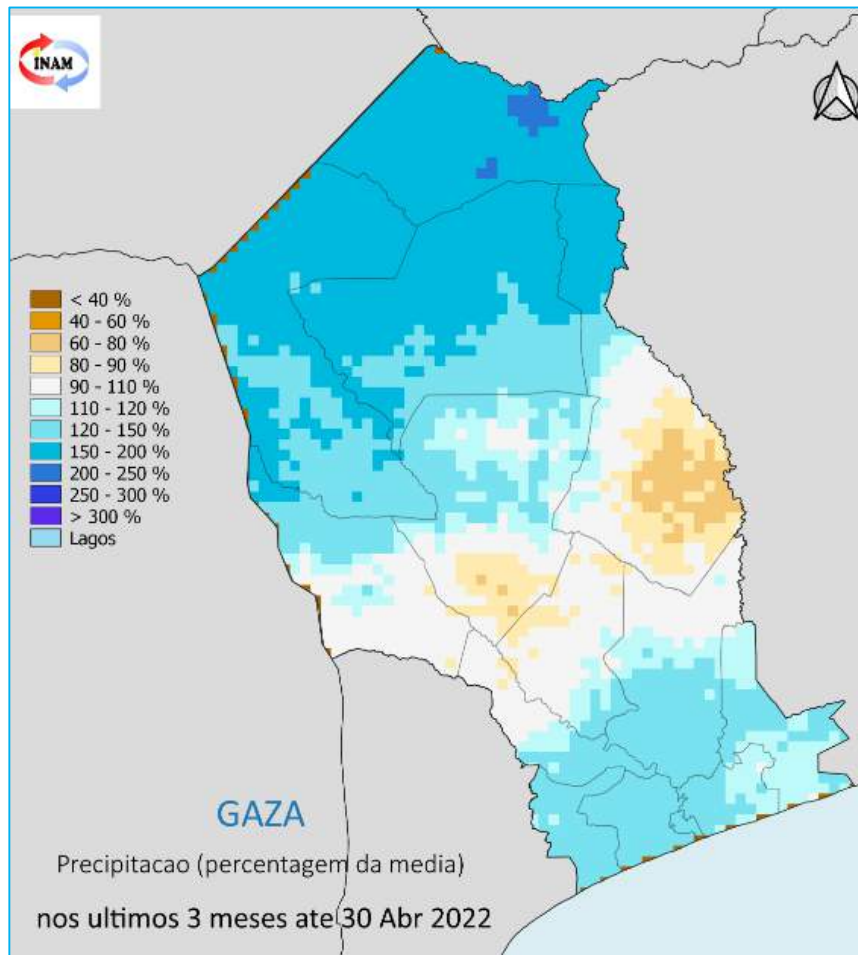 INAM
< 40 %
40 - 60 %
60 - 80 %
80 - 90 %
90 - 110 %
110 - 120 %
120 - 150 %
150 - 200 %
200 - 250 %
250 - 300 %
> 300 %
Lagos
GAZA
Precipitacao (percentagem da media)
nos ultimos 3 meses ate 30 Abr 2022